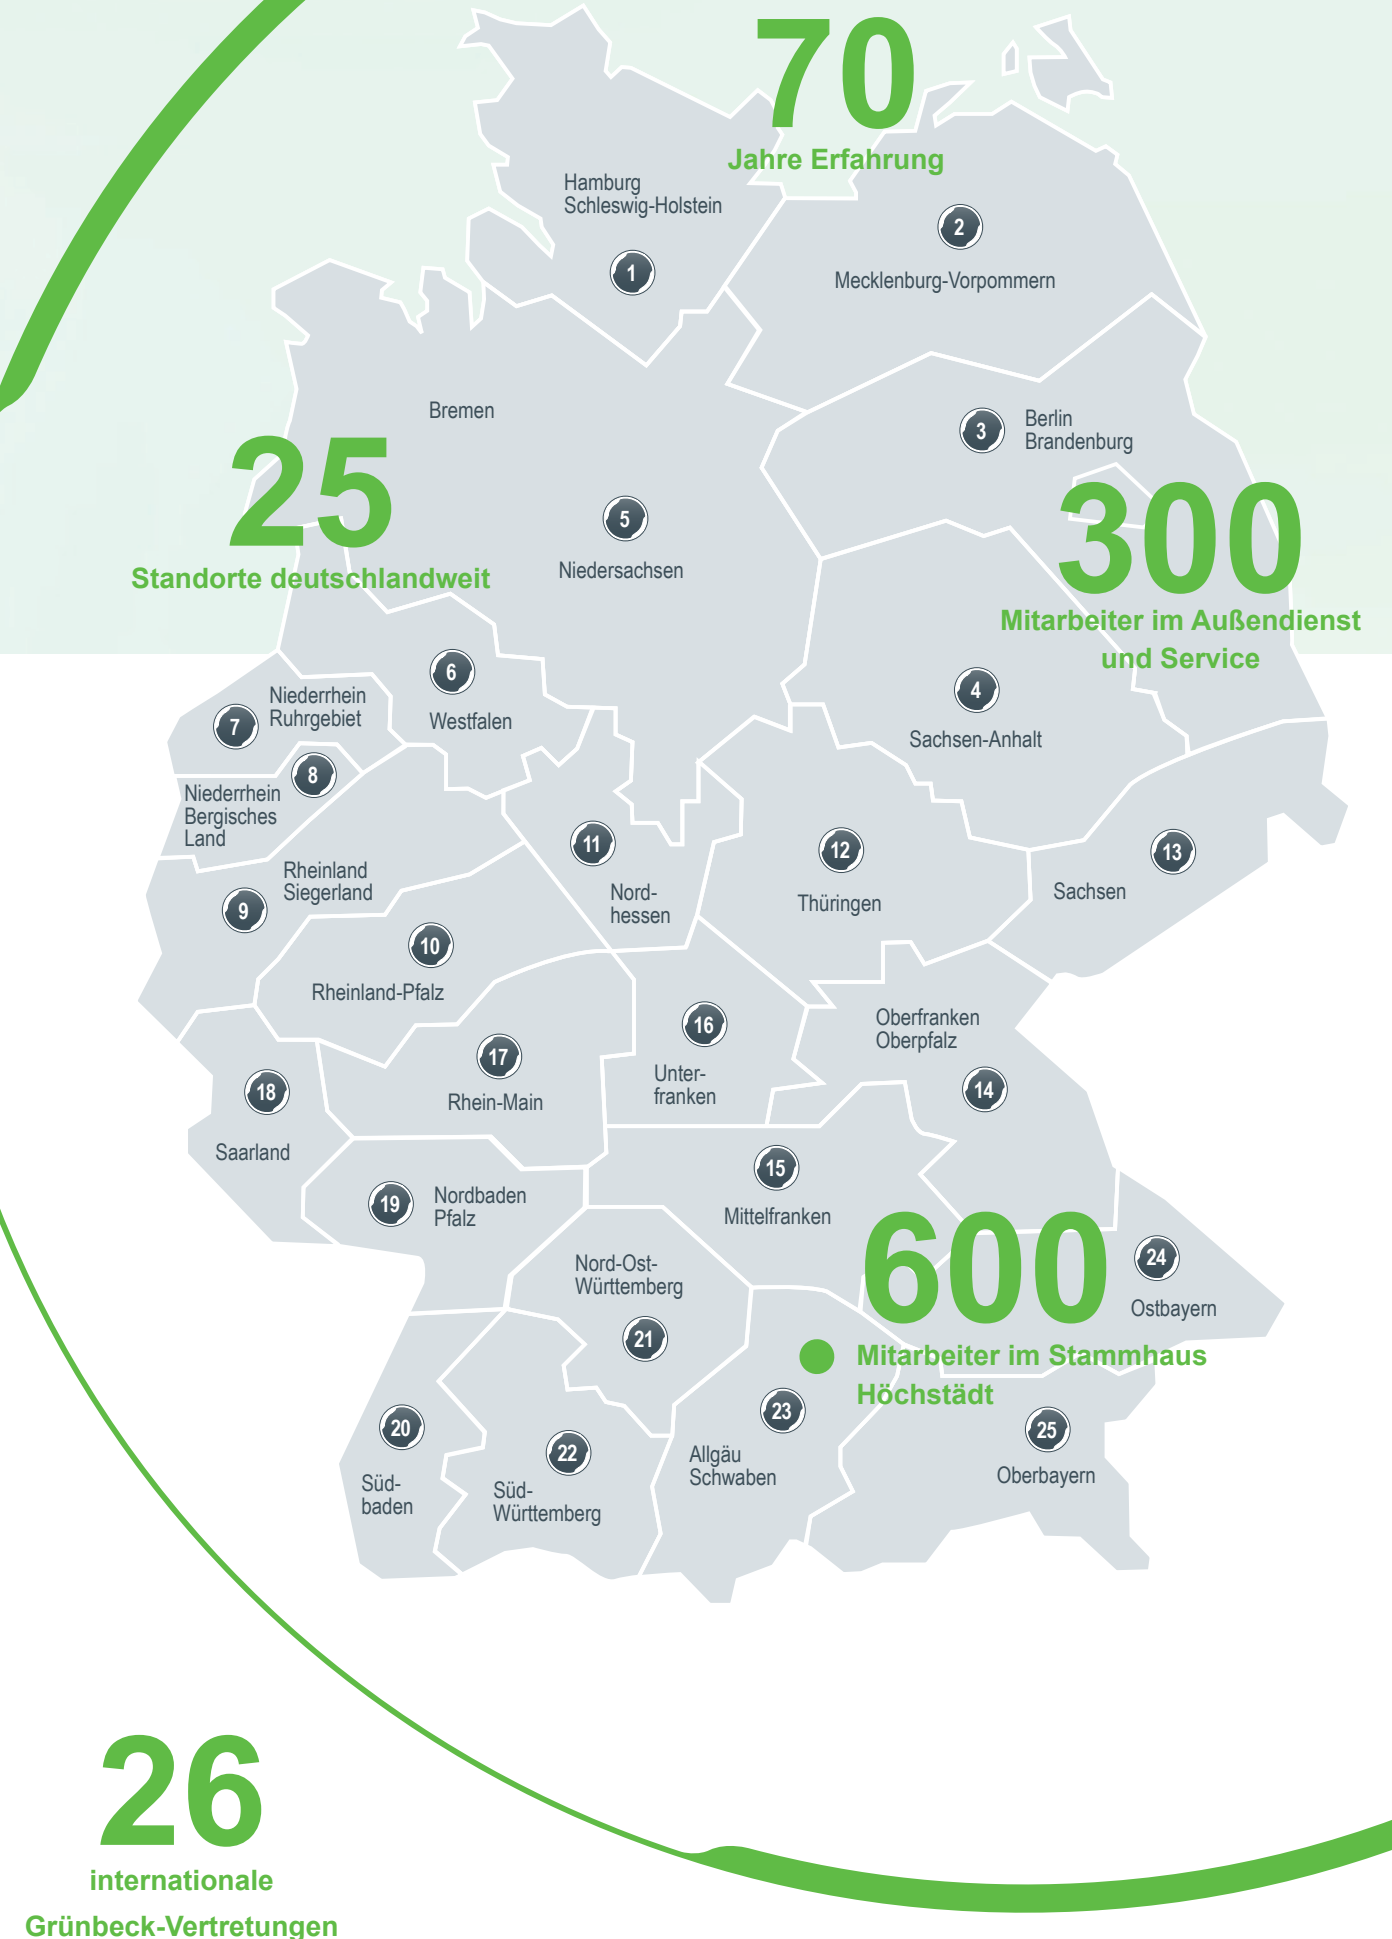 70
Jahre Erfahrung
Hamburg
Schleswig-Holstein
1
2
Mecklenburg-Vorpommern
Bremen
3
Berlin
Brandenburg
25
Standorte deutschlandweit
5
Niedersachsen
300
Mitarbeiter im Außendienst
und Service
4
Sachsen-Anhalt
6
Westfalen
Niederrhein
Ruhrgebiet
7
8
Niederrhein
Bergisches
Land
Rheinland
Siegerland
9
10
Rheinland-Pfalz
11
Nord-
hessen
12
Thüringen
13
Sachsen
Oberfranken
Oberpfalz
14
16
Unter-
franken
17
Rhein-Main
18
Saarland
15
Mittelfranken
19
Nordbaden
Pfalz
Nord-Ost-
Württemberg
21
600
Mitarbeiter im Stammhaus
Höchstädt
24
Ostbayern
20
Süd-
baden
22
Süd-
Württemberg
23
Allgäu
Schwaben
25
Oberbayern
26
internationale
Grünbeck-Vertretungen